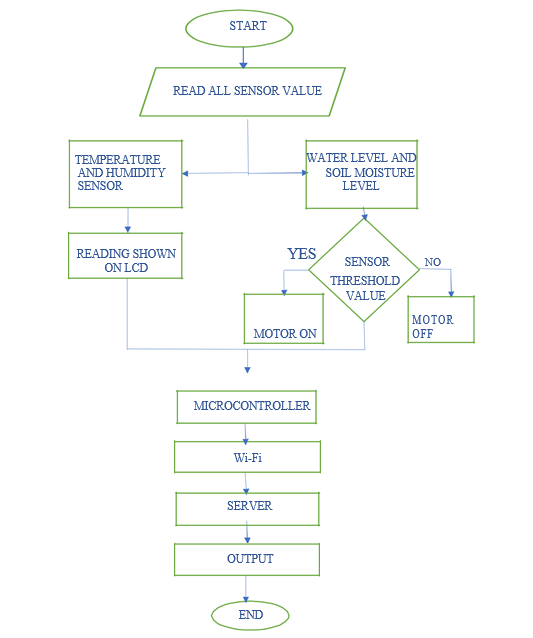 START
READ ALL SENSOR VALUE
TEMPERATURE
AND HUMIDITY
SENSOR
WATER LEVEL AND
SOIL MOISTURE
LEVEL
READING SHOWN
ON LCD
YES
SENSOR
THRESHOLD
VALUE
NO
MOTOR ON
MOTOR
OFF
MICROCONTROLLER
Wi-Fi
SERVER
OUTPUT
END